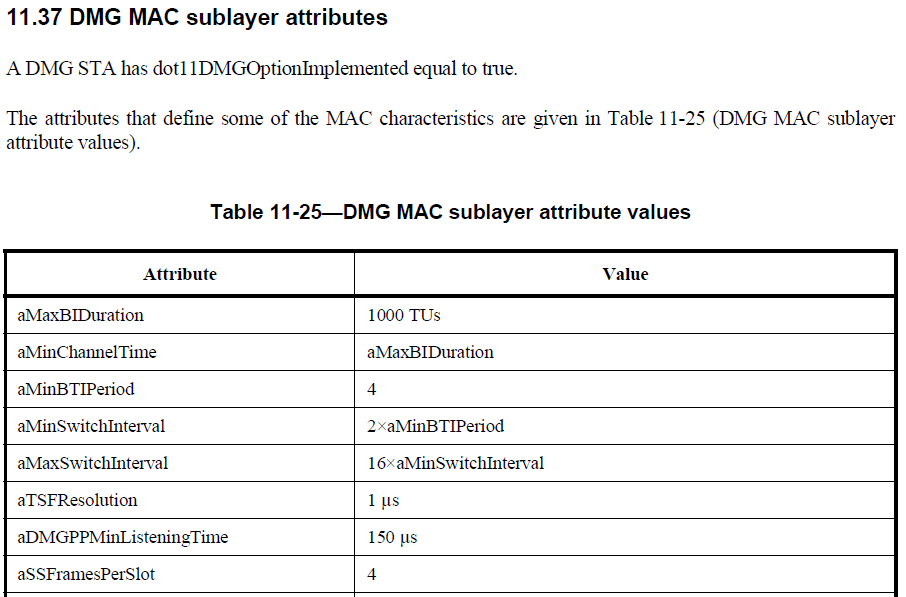 11.37 DMG MAC sublayer attributes
A DMG STA has dot11DMGOptionImplemented equal to true.
The attributes that define some of the MAC characteristics are given in Table 11-25 (DMG MAC sublayer
attribute values).
Table 11-25—DMG MAC sublayer attribute values
Attribute Value
aMaxBIDuration 1000 TUs
aMinChannelTime aMaxBIDuration
aMinBTIPeriod 4
aMinSwitchInterval 2×aMinBTIPeriod
aMaxSwitchInterval 16×aMinSwitchInterval
aTSFResolution 1 μs
aDMGPPMinListeningTime 150 μs
aSSFramesPerSlot 4